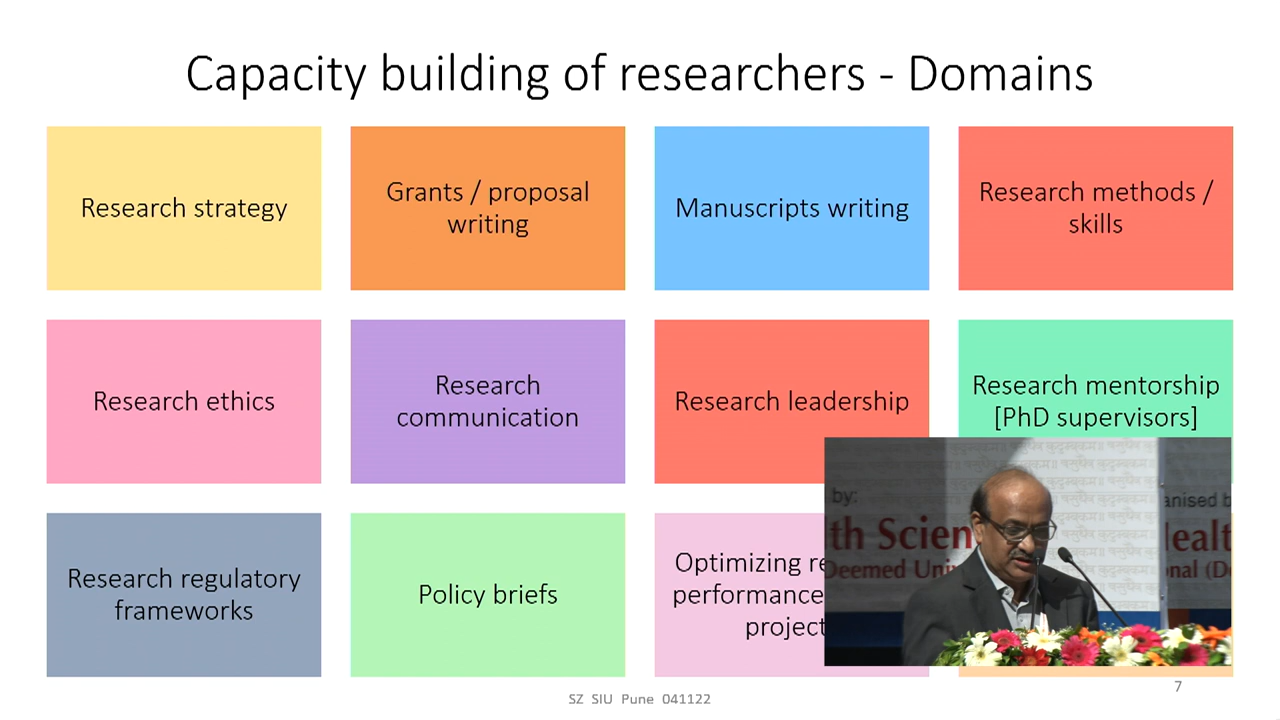 Capacity building of researchers - Domains
Research strategy
Grants / proposal
writing
Manuscripts writing
Research methods /
skills
Research ethics
Research
communication
Research leadership
Research mentorship
[PhD supervisors]
Research regulatory
frameworks
Policy briefs
Optimizing re
performance
project
by:
th Scien
Deemed Uni
anised b
ealt
nal (De
SZ SIU Pune 041122
7